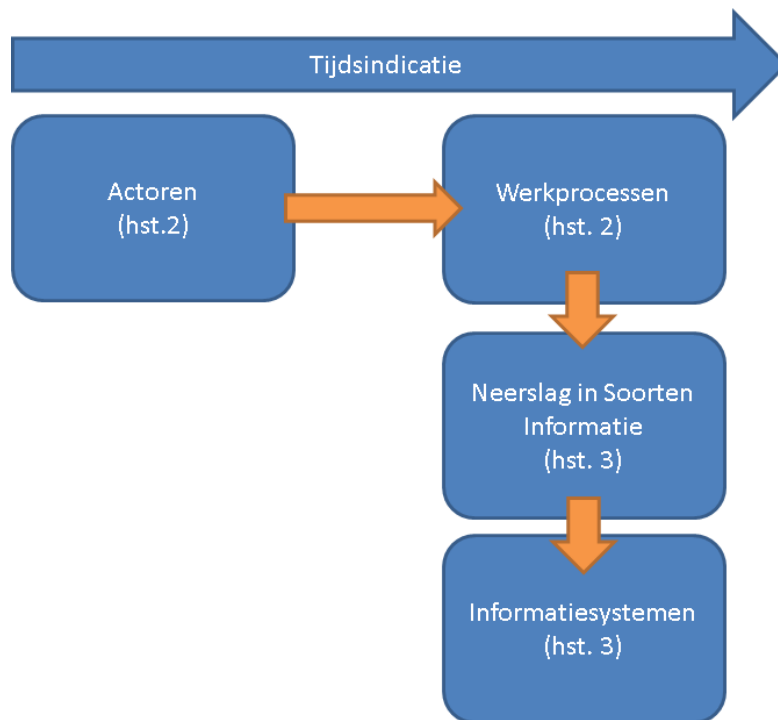 Tijdsindicatie
Actoren
(hst.2)
Werkprocessen
(hst. 2)
Neerslag in Soorten
Informatie
(hst. 3)
Informatiesystemen
(hst. 3)